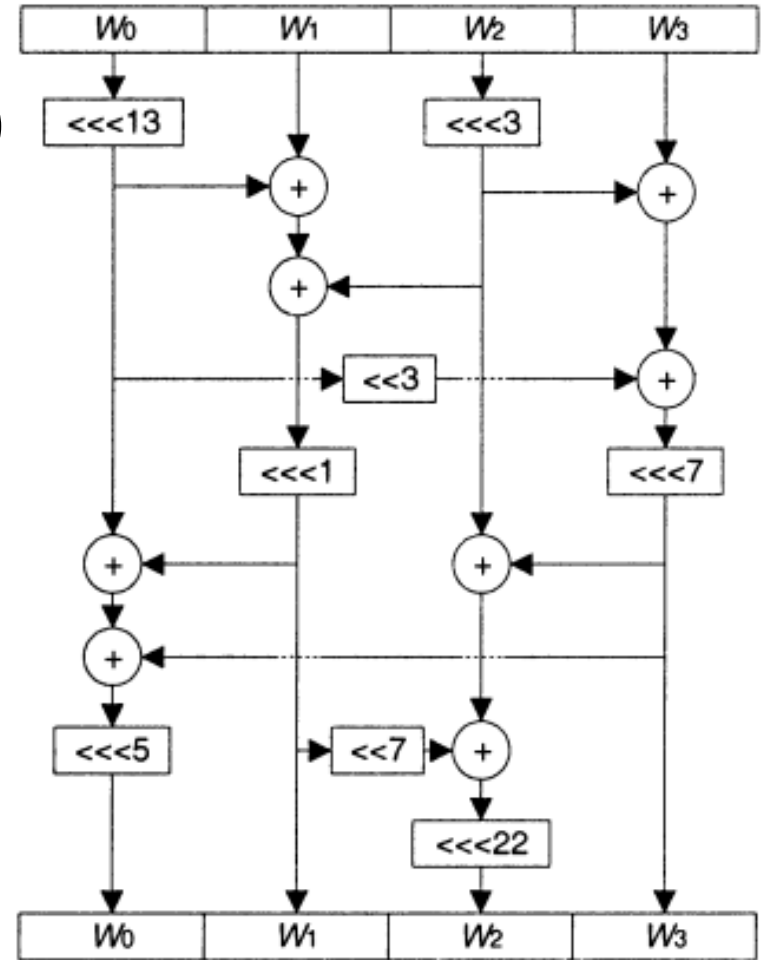 W0 W1 W2 W3
<<<13 <<<3
+ +
+
<<3 +
<<<1 <<<7
+ +
+
<<<5 <<7 +
<<<22
W0 W1 W2 W3